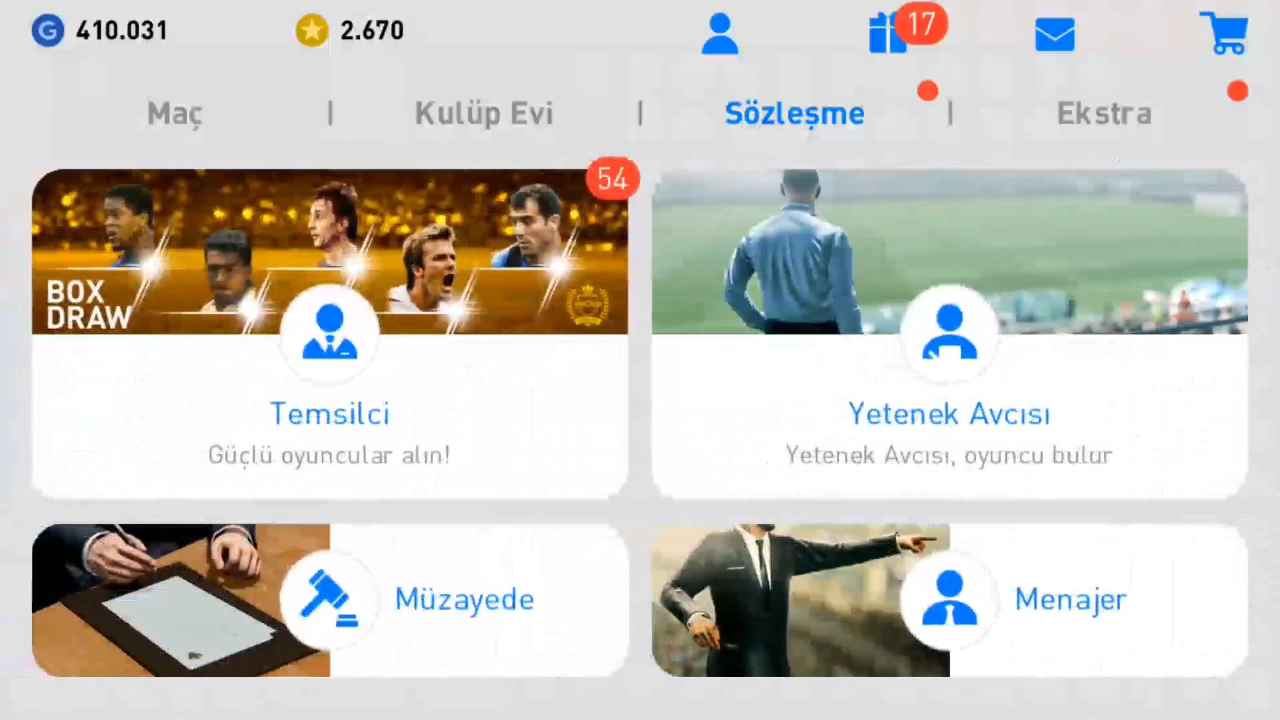 G 410.031
2.670
17
Maç | Kulüp Evi | Sözleşme | Ekstra
54
BOX
DRAW
Temsilci
Güçlü oyuncular alın!
Yetenek Avcısı
Yetenek Avcısı, oyuncu bulur
Müzayede
Menajer